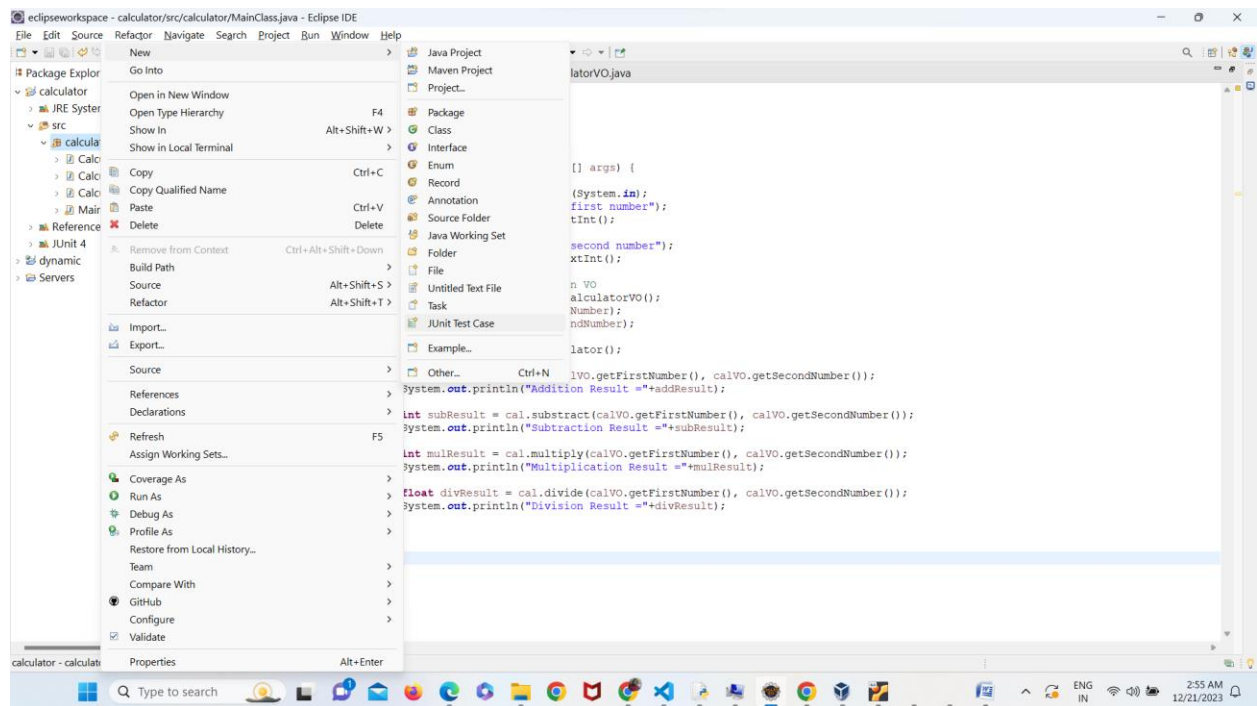 eclipseworkspace - calculator/src/calculator/MainClass.java - Eclipse IDE
File Edit Source Refactor Navigate Search Project Run Window Help
Package Explor
calculator
JRE System
src
calcula
Calc
Calc
Calc
Mair
Reference
JUnit 4
dynamic
Servers
New
Go Into
Open in New Window
Open Type Hierarchy F4
Show In Alt+Shift+W >
Show in Local Terminal
Copy Ctrl+C
Copy Qualified Name
Paste Ctrl+V
Delete Delete
Remove from Context Ctrl+Alt+Shift+Down
Build Path
Source Alt+Shift+S >
Refactor Alt+Shift+T >
Import...
Export...
Source
References
Declarations
Refresh F5
Assign Working Sets...
Coverage As
Run As
Debug As
Profile As
Restore from Local History...
Team
Compare With
GitHub
Configure
Validate
Properties Alt+Enter
Java Project
Maven Project
Project...
Package
Class
Interface
Enum
Record
Annotation
Source Folder
Java Working Set
Folder
File
Untitled Text File
Task
JUnit Test Case
Example...
Other... Ctrl+N
latorVO.java
[] args) {
(System.in);
first number");
tInt();
second number");
xtInt();
n VO
alculatorVO();
Number);
ndNumber);
lator();
lVO.getFirstNumber(), calVO.getSecondNumber());
System.out.println("Addition Result ="+addResult);
int subResult = cal.substract(calVO.getFirstNumber(), calVO.getSecondNumber());
System.out.println("Subtraction Result ="+subResult);
int mulResult = cal.multiply(calVO.getFirstNumber(), calVO.getSecondNumber());
System.out.println("Multiplication Result ="+mulResult);
float divResult = cal.divide(calVO.getFirstNumber(), calVO.getSecondNumber());
System.out.println("Division Result ="+divResult);
calculator - calculat
Type to search
ENG
IN
2:55 AM
12/21/2023